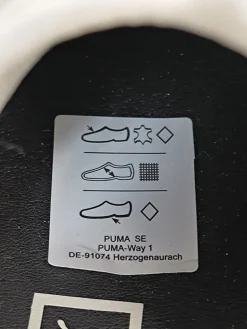 PUMA SE
PUMA-Way 1
DE-91074 Herzogenaurach